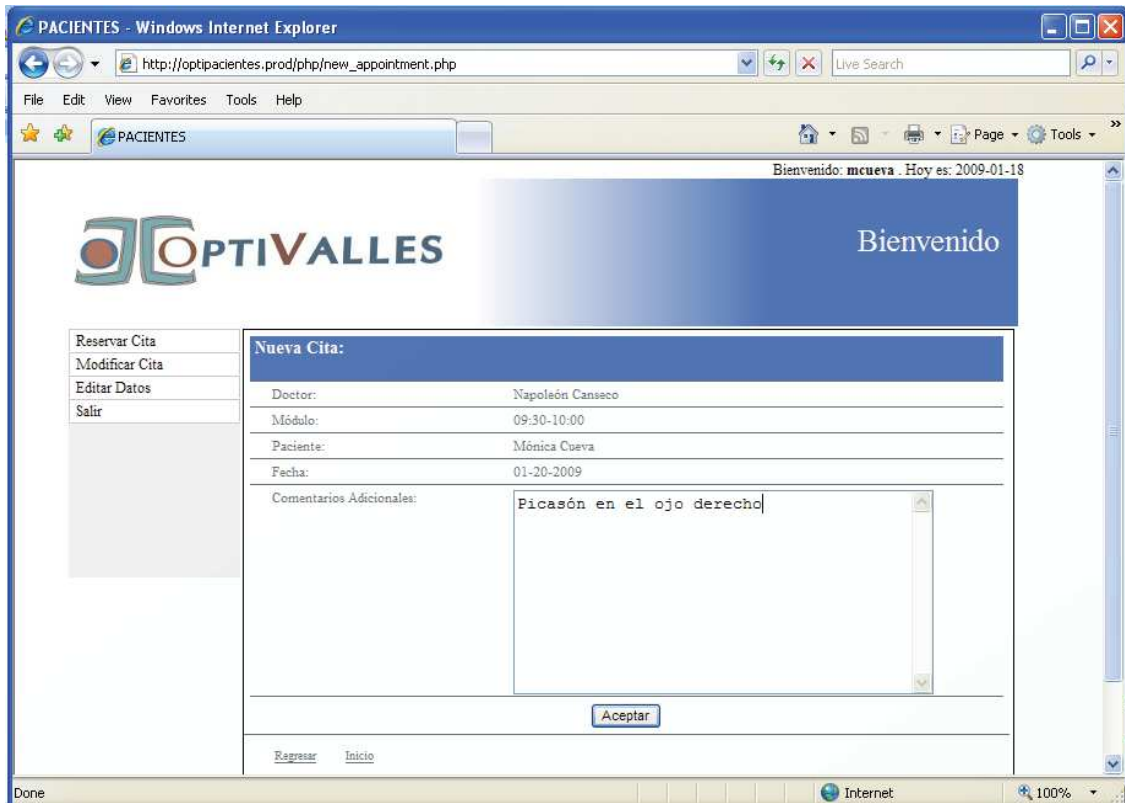 PACIENTES - Windows Internet Explorer
http://optipacientes.prod/php/new_appointment.php
Live Search
File Edit View Favorites Tools Help
PACIENTES
Page Tools
Bienvenido: mcueva . Hoy es: 2009-01-18
OPTIVALLES
Bienvenido
Reservar Cita
Modificar Cita
Editar Datos
Salir
Nueva Cita:
Doctor: Napoleón Canseco
Módulo: 09:30-10:00
Paciente: Mónica Cueva
Fecha: 01-20-2009
Comentarios Adicionales: Picasón en el ojo derecho
Aceptar
Regresar Inicio
Done Internet 100%